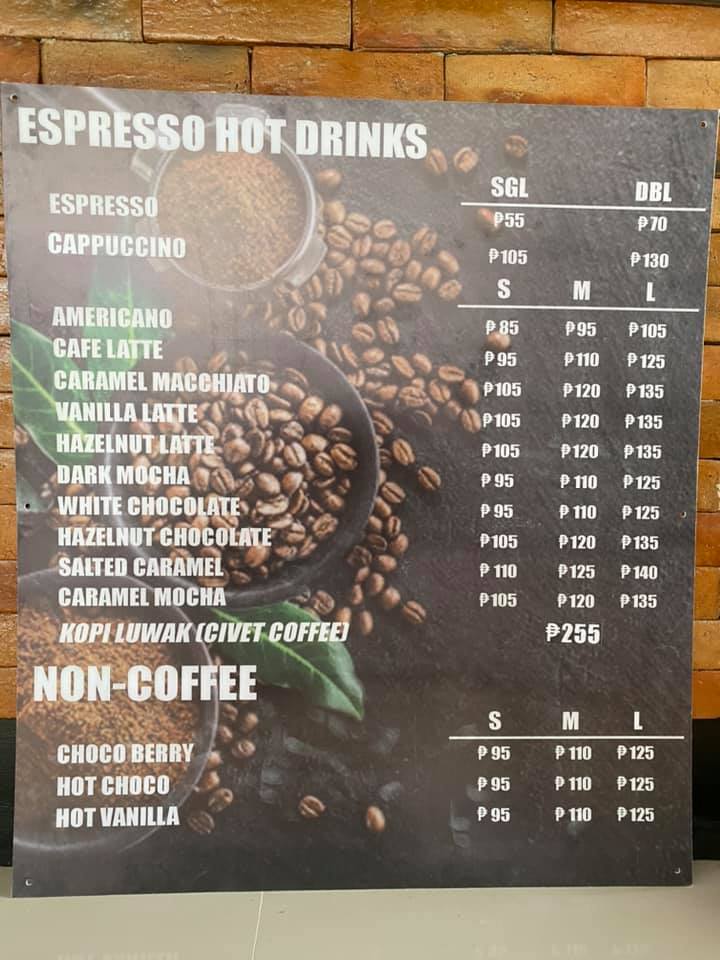 ESPRESSO HOT DRINKS
SGL DBL
ESPRESSO ₱55 ₱70
CAPPUCCINO ₱105 ₱130
S M L
AMERICANO ₱85 ₱95 ₱105
CAFE LATTE ₱95 ₱110 ₱125
CARAMEL MACCHIATO ₱105 ₱120 ₱135
VANILLA LATTE ₱105 ₱120 ₱135
HAZELNUT LATTE ₱105 ₱120 ₱135
DARK MOCHA ₱95 ₱110 ₱125
WHITE CHOCOLATE ₱95 ₱110 ₱125
HAZELNUT CHOCOLATE ₱105 ₱120 ₱135
SALTED CARAMEL ₱110 ₱125 ₱140
CARAMEL MOCHA ₱105 ₱120 ₱135
KOPI LUWAK (CIVET COFFEE) ₱255
NON-COFFEE
S M L
CHOCO BERRY ₱95 ₱110 ₱125
HOT CHOCO ₱95 ₱110 ₱125
HOT VANILLA ₱95 ₱110 ₱125